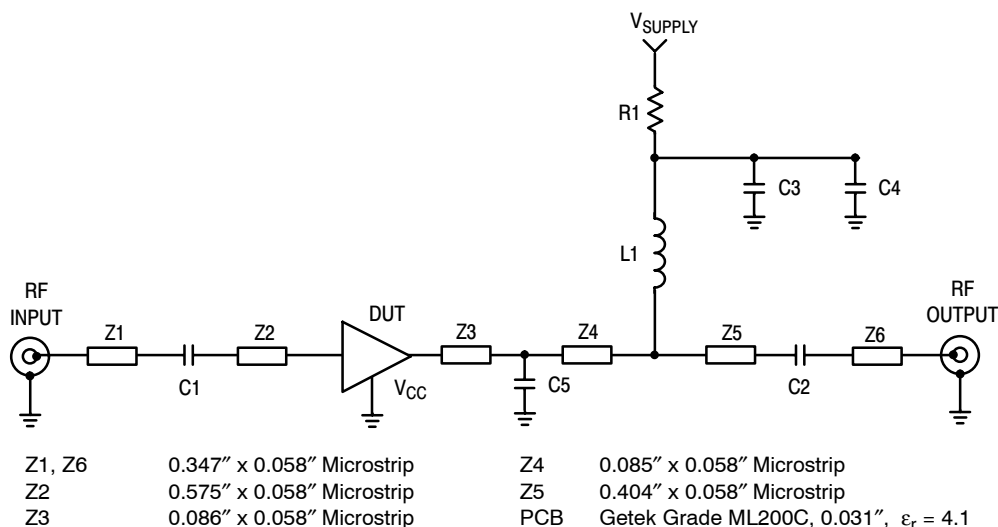 V_SUPPLY
R1
C3
C4
L1
RF
INPUT
RF
OUTPUT
Z1
Z2
DUT
Z3
Z4
Z5
Z6
C1
V_CC
C5
C2
Z1, Z6 0.347″ x 0.058″ Microstrip
Z2 0.575″ x 0.058″ Microstrip
Z3 0.086″ x 0.058″ Microstrip
Z4 0.085″ x 0.058″ Microstrip
Z5 0.404″ x 0.058″ Microstrip
PCB Getek Grade ML200C, 0.031″, ε_r = 4.1